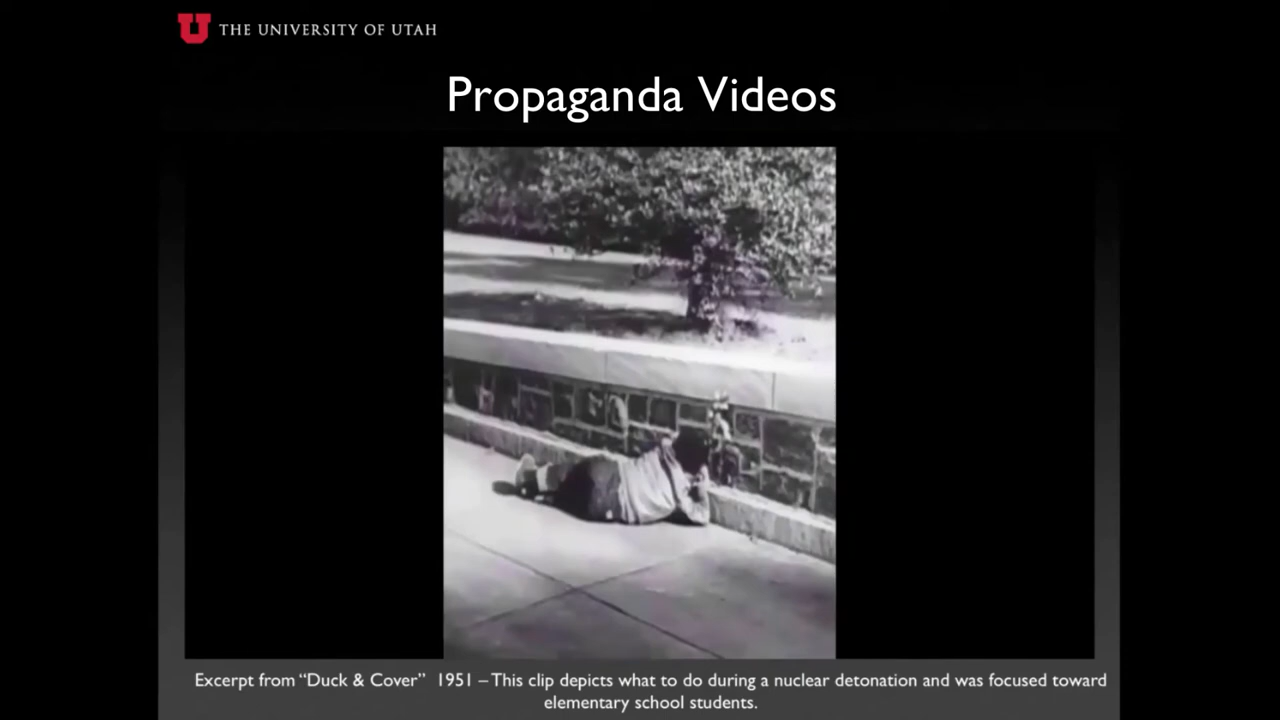 THE UNIVERSITY OF UTAH
Propaganda Videos
Excerpt from “Duck & Cover” 1951 – This clip depicts what to do during a nuclear detonation and was focused toward
elementary school students.